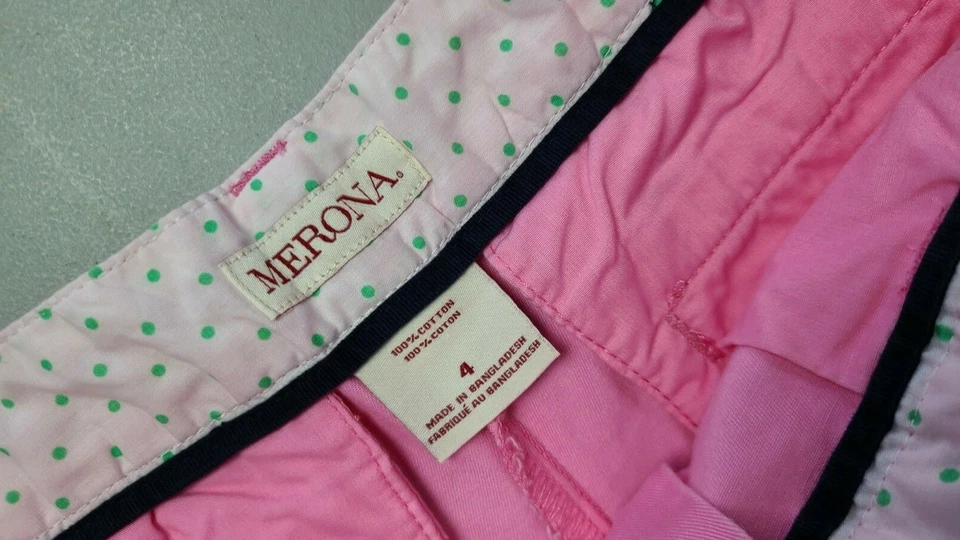 MERONA®
100% COTTON
100% COTON
4
MADE IN BANGLADESH
FABRIQUÉ AU BANGLADESH